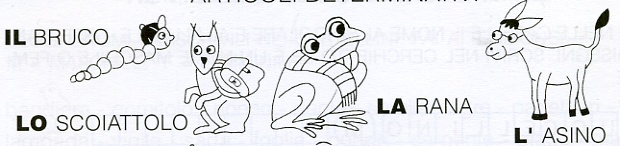 IL BRUCO
LO SCOIATTOLO
LA RANA
L' ASINO